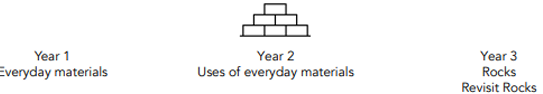 Year 1
Everyday materials
Year 2
Uses of everyday materials
Year 3
Rocks
Revisit Rocks